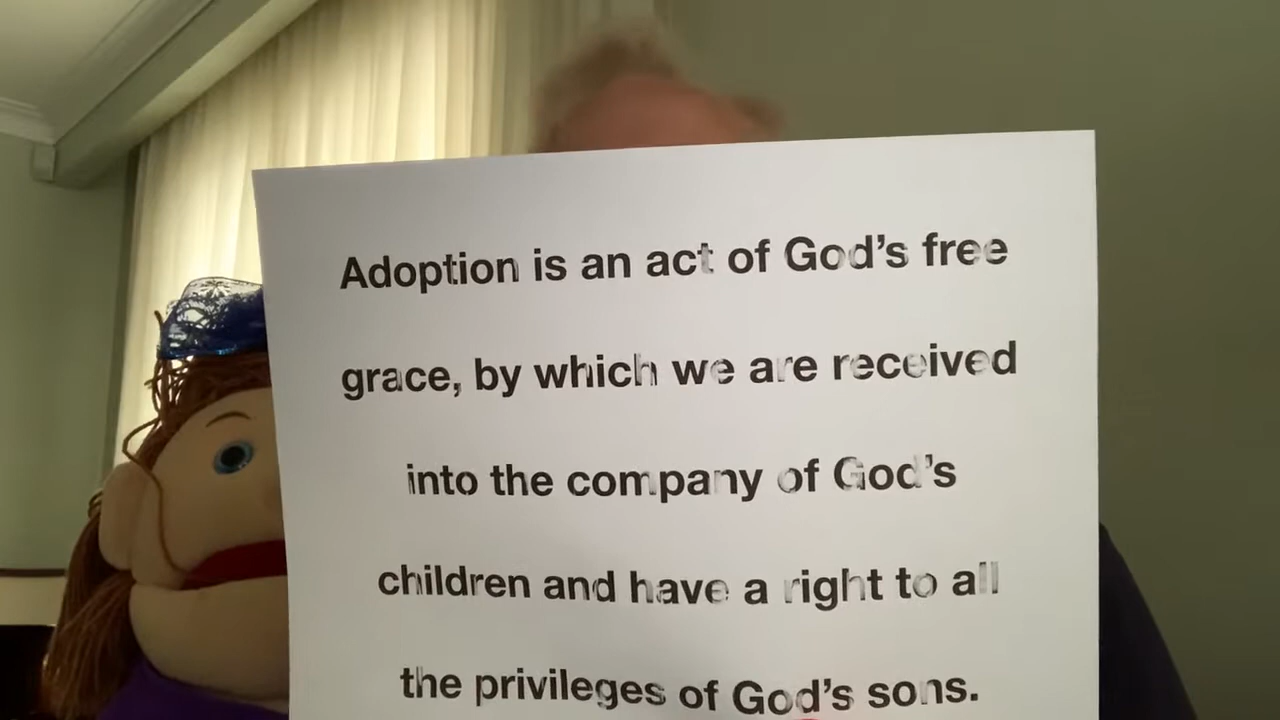 Adoption is an act of God's free
grace, by which we are received
into the company of God's
children and have a right to all
the privileges of God's sons.